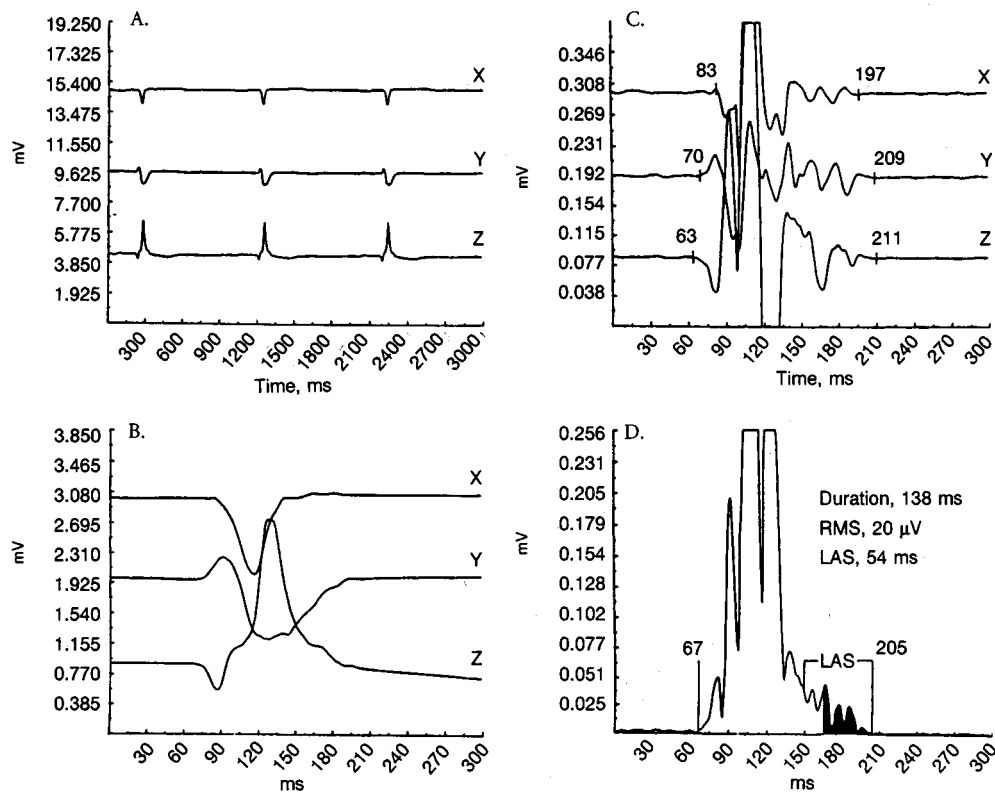 A.
mV
19.250
17.325
15.400
13.475
11.550
9.625
7.700
5.775
3.850
1.925
X
Y
Z
300 600 900 1200 1500 1800 2100 2400 2700 3000
Time, ms
C.
mV
0.346
0.308
0.269
0.231
0.192
0.154
0.115
0.077
0.038
83 197 X
70 209 Y
63 211 Z
30 60 90 120 150 180 210 240 270 300
Time, ms
B.
mV
3.850
3.465
3.080
2.695
2.310
1.925
1.540
1.155
0.770
0.385
X
Y
Z
30 60 90 120 150 180 210 240 270 300
ms
D.
mV
0.256
0.231
0.205
0.179
0.154
0.128
0.102
0.077
0.051
0.025
Duration, 138 ms
RMS, 20 µV
LAS, 54 ms
67 LAS 205
30 60 90 120 150 180 210 240 270 300
ms